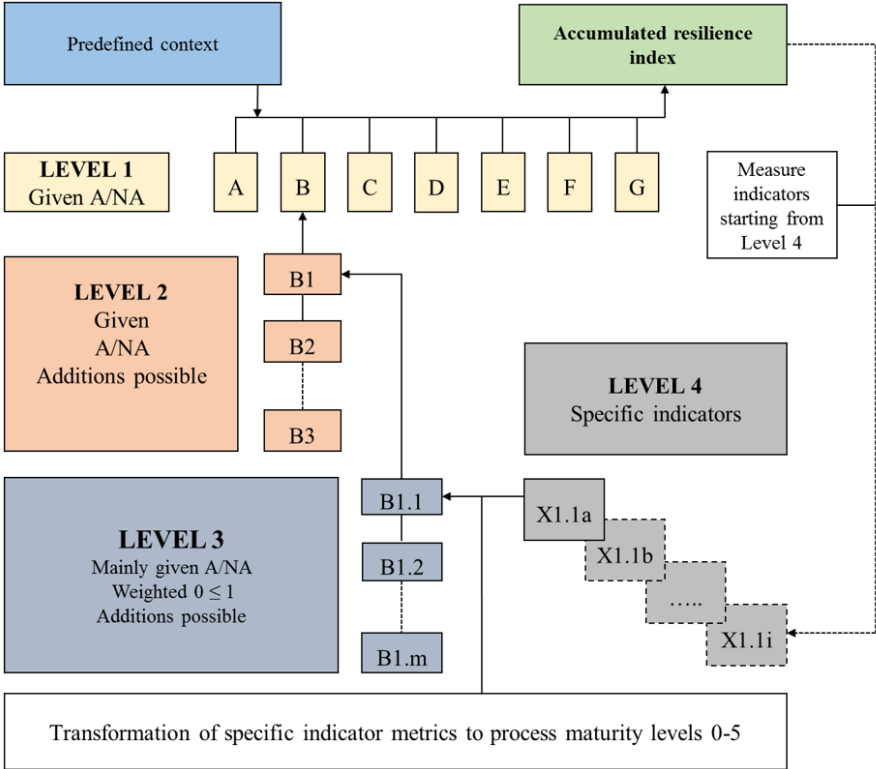 Predefined context
Accumulated resilience
index
LEVEL 1
Given A/NA
A
B
C
D
E
F
G
Measure
indicators
starting from
Level 4
LEVEL 2
Given
A/NA
Additions possible
B1
B2
B3
LEVEL 4
Specific indicators
LEVEL 3
Mainly given A/NA
Weighted 0 ≤ 1
Additions possible
B1.1
B1.2
B1.m
X1.1a
X1.1b
…..
X1.1i
Transformation of specific indicator metrics to process maturity levels 0-5